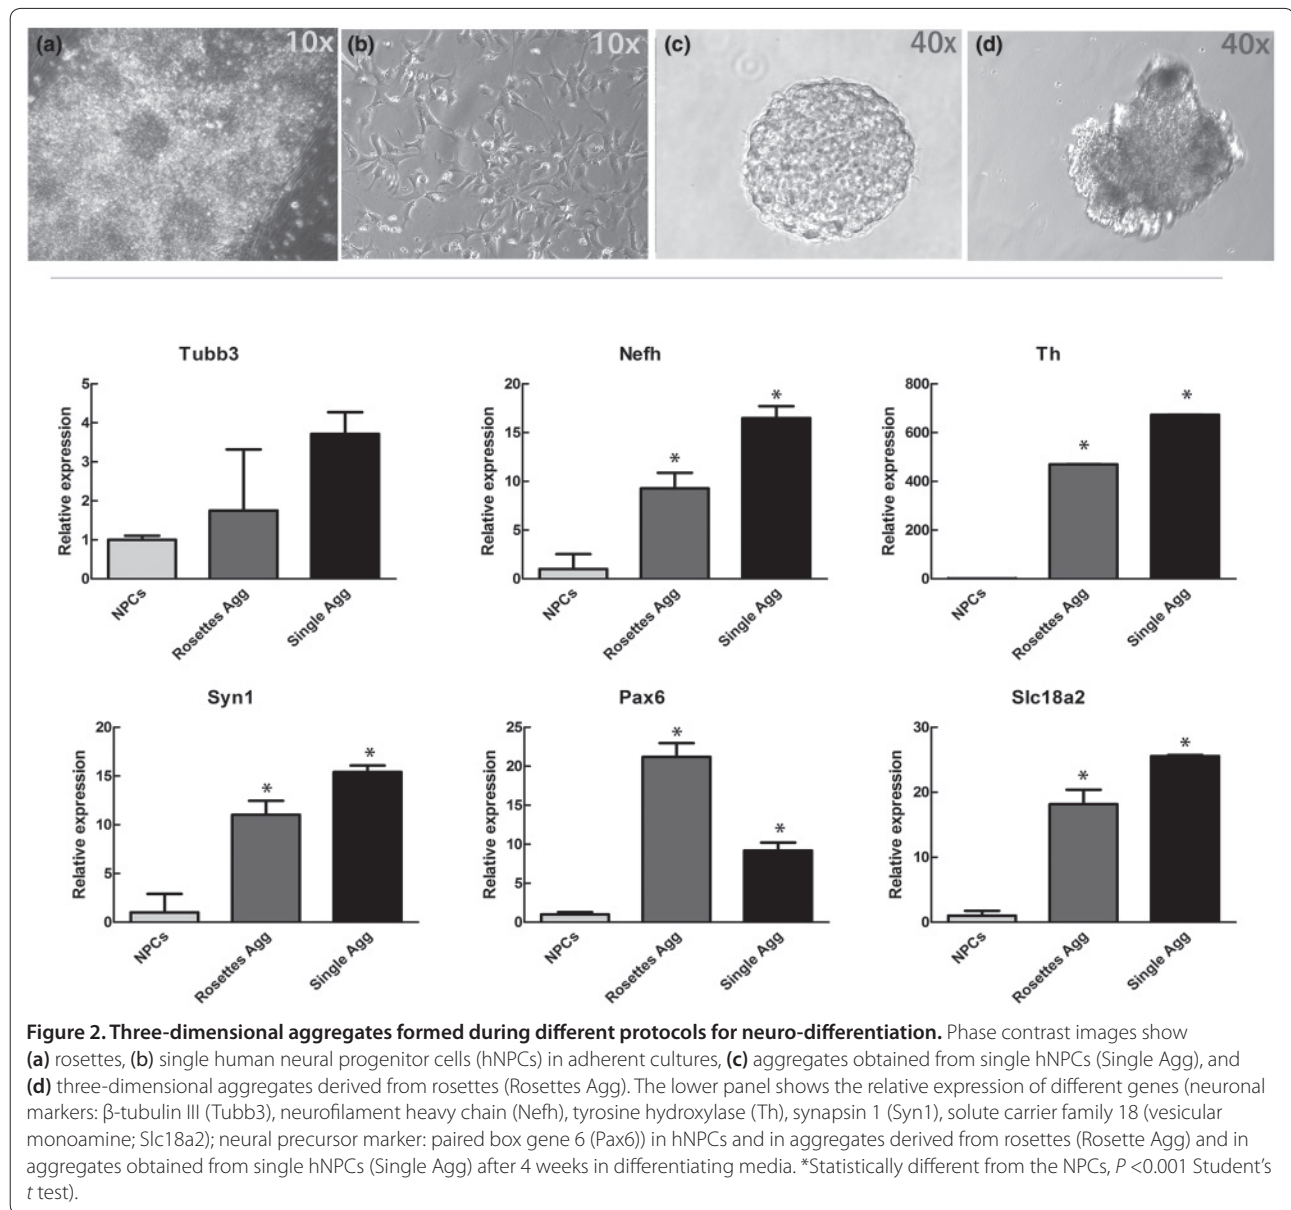 (a) 10x (b) 10x (c) 40x (d) 40x
Tubb3
Relative expression
5
4
3
2
1
0
NPCs
Rosettes Agg
Single Agg
Nefh
Relative expression
20
15
10
5
0
*
*
NPCs
Rosettes Agg
Single Agg
Th
Relative expression
800
600
400
200
0
*
*
NPCs
Rosettes Agg
Single Agg
Syn1
Relative expression
20
15
10
5
0
*
*
NPCs
Rosettes Agg
Single Agg
Pax6
Relative expression
25
20
15
10
5
0
*
*
NPCs
Rosettes Agg
Single Agg
Slc18a2
Relative expression
30
20
10
0
*
*
NPCs
Rosettes Agg
Single Agg
Figure 2. Three-dimensional aggregates formed during different protocols for neuro-differentiation. Phase contrast images show
(a) rosettes, (b) single human neural progenitor cells (hNPCs) in adherent cultures, (c) aggregates obtained from single hNPCs (Single Agg), and
(d) three-dimensional aggregates derived from rosettes (Rosettes Agg). The lower panel shows the relative expression of different genes (neuronal
markers: β-tubulin III (Tubb3), neurofilament heavy chain (Nefh), tyrosine hydroxylase (Th), synapsin 1 (Syn1), solute carrier family 18 (vesicular
monoamine; Slc18a2); neural precursor marker: paired box gene 6 (Pax6)) in hNPCs and in aggregates derived from rosettes (Rosette Agg) and in
aggregates obtained from single hNPCs (Single Agg) after 4 weeks in differentiating media. *Statistically different from the NPCs, P <0.001 Student's
t test).